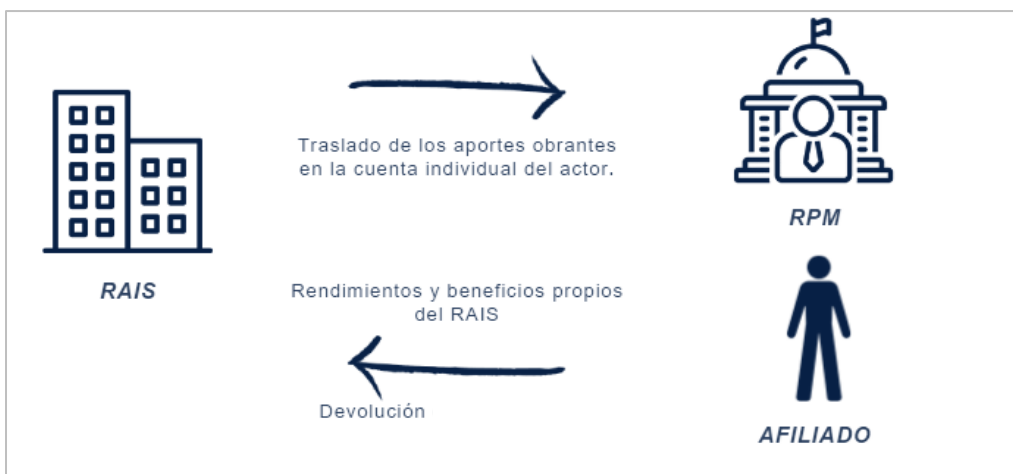 Traslado de los aportes obrantes
en la cuenta individual del actor.
RPM
RAIS
Rendimientos y beneficios propios
del RAIS
Devolución
AFILIADO